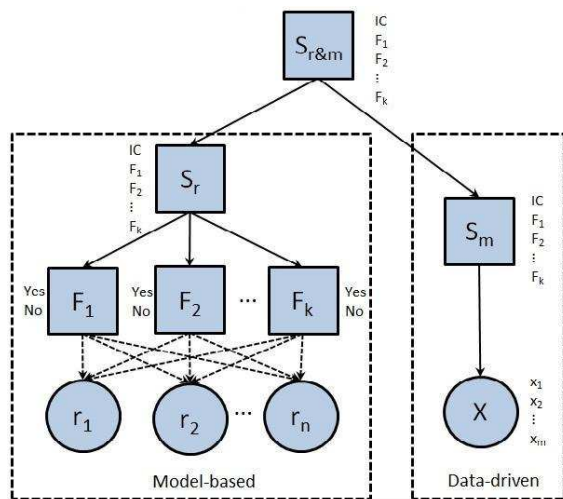 S_r&m
IC
F_1
F_2
⋮
F_k
IC
F_1
F_2
⋮
F_k
S_r
S_m
IC
F_1
F_2
⋮
F_k
Yes
No
F_1
Yes
No
F_2
...
F_k
Yes
No
r_1
r_2
...
r_n
X
x_1
x_2
⋮
x_m
Model-based
Data-driven